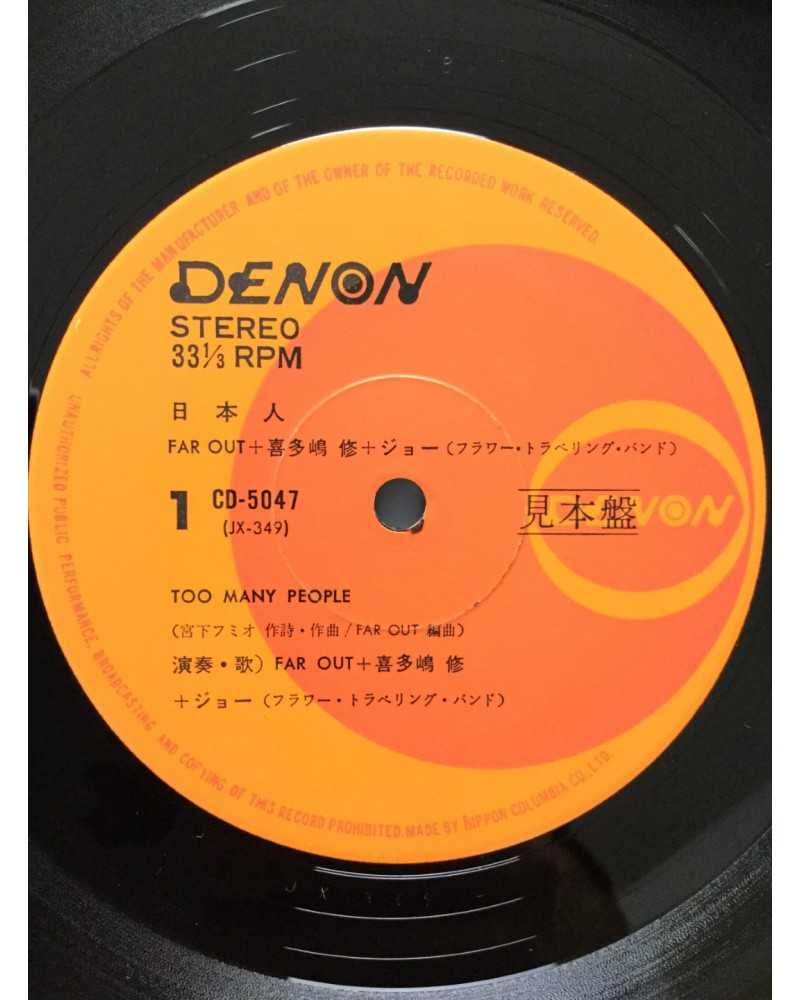 DENON
STEREO
33⅓ RPM
日本人
FAR OUT＋喜多嶋 修＋ジョー（フラワー・トラベリング・バンド）
1 CD-5047
(JX-349)
見本盤
DENON
TOO MANY PEOPLE
（宮下フミオ 作詩・作曲/FAR OUT 編曲）
演奏・歌）FAR OUT＋喜多嶋 修
＋ジョー（フラワー・トラベリング・バンド）
ALL RIGHTS OF THE MANUFACTURER AND OF THE OWNER OF THE RECORDED WORK RESERVED.
UNAUTHORIZED PUBLIC PERFORMANCE, BROADCASTING AND COPYING OF THIS RECORD PROHIBITED. MADE BY NIPPON COLUMBIA CO., LTD.